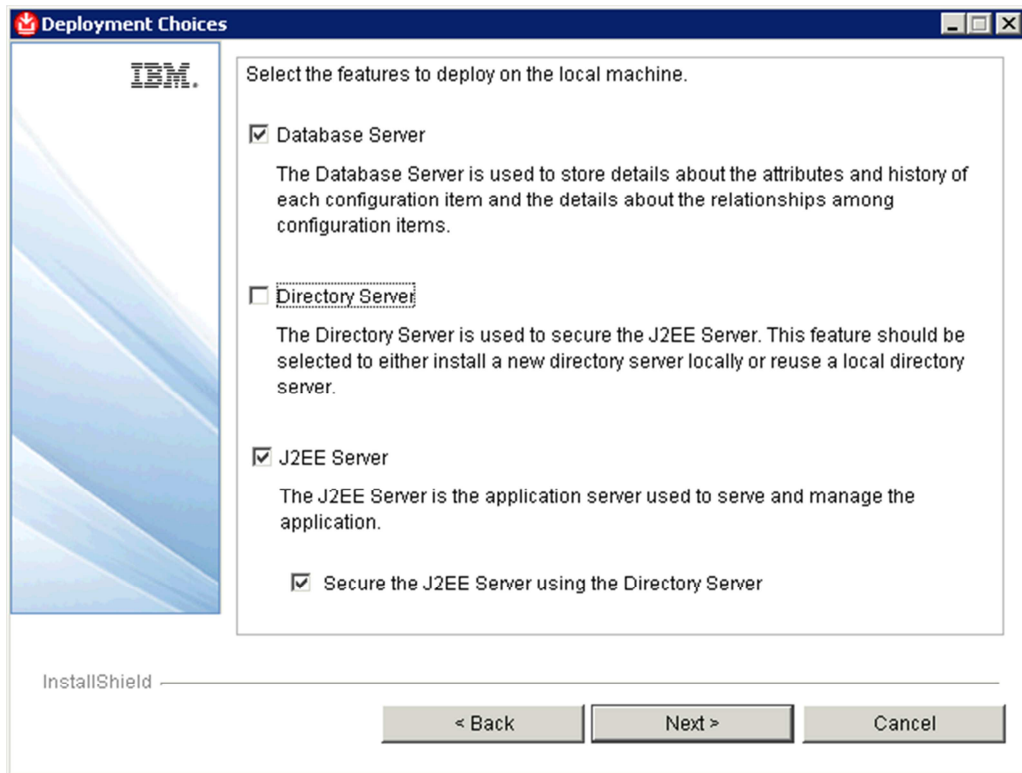 Deployment Choices
IBM.
Select the features to deploy on the local machine.
Database Server
The Database Server is used to store details about the attributes and history of
each configuration item and the details about the relationships among
configuration items.
Directory Server
The Directory Server is used to secure the J2EE Server. This feature should be
selected to either install a new directory server locally or reuse a local directory
server.
J2EE Server
The J2EE Server is the application server used to serve and manage the
application.
Secure the J2EE Server using the Directory Server
InstallShield
< Back
Next >
Cancel